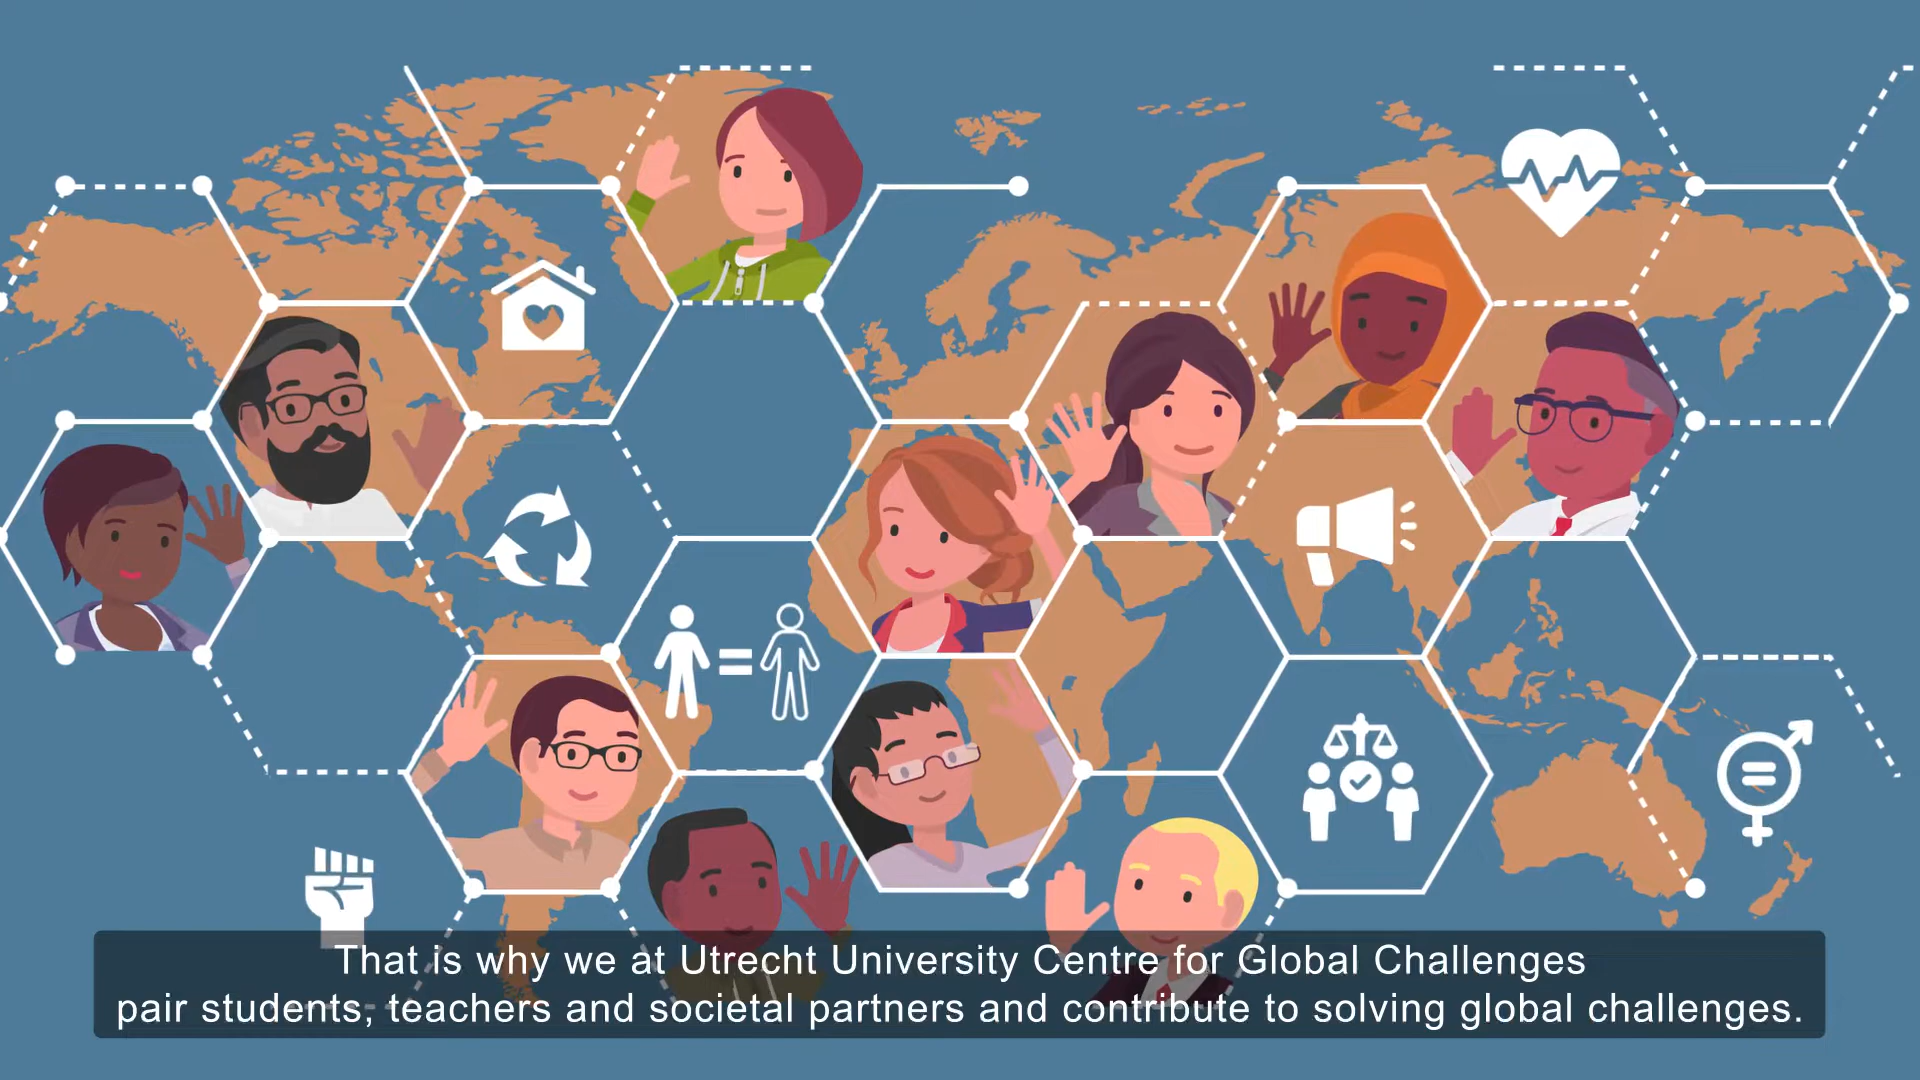 That is why we at Utrecht University Centre for Global Challenges
pair students, teachers and societal partners and contribute to solving global challenges.